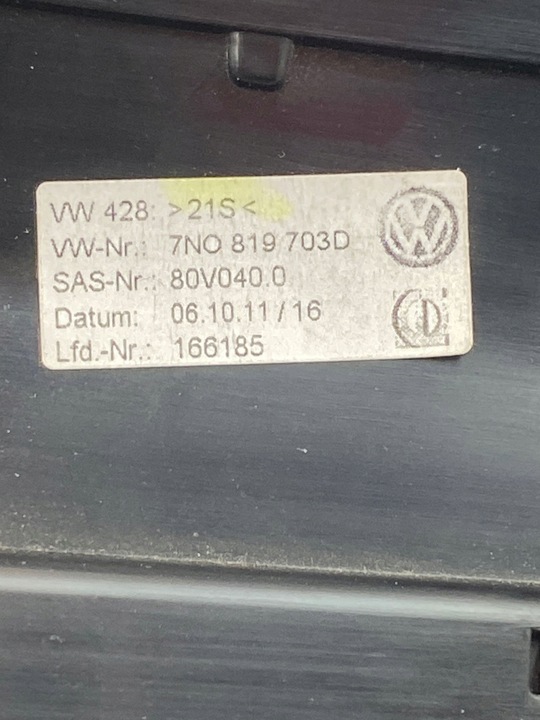 VW 428: >21S<
VW-Nr.: 7N0 819 703D
SAS-Nr.: 80V040.0
Datum: 06.10.11 / 16
Lfd.-Nr.: 166185